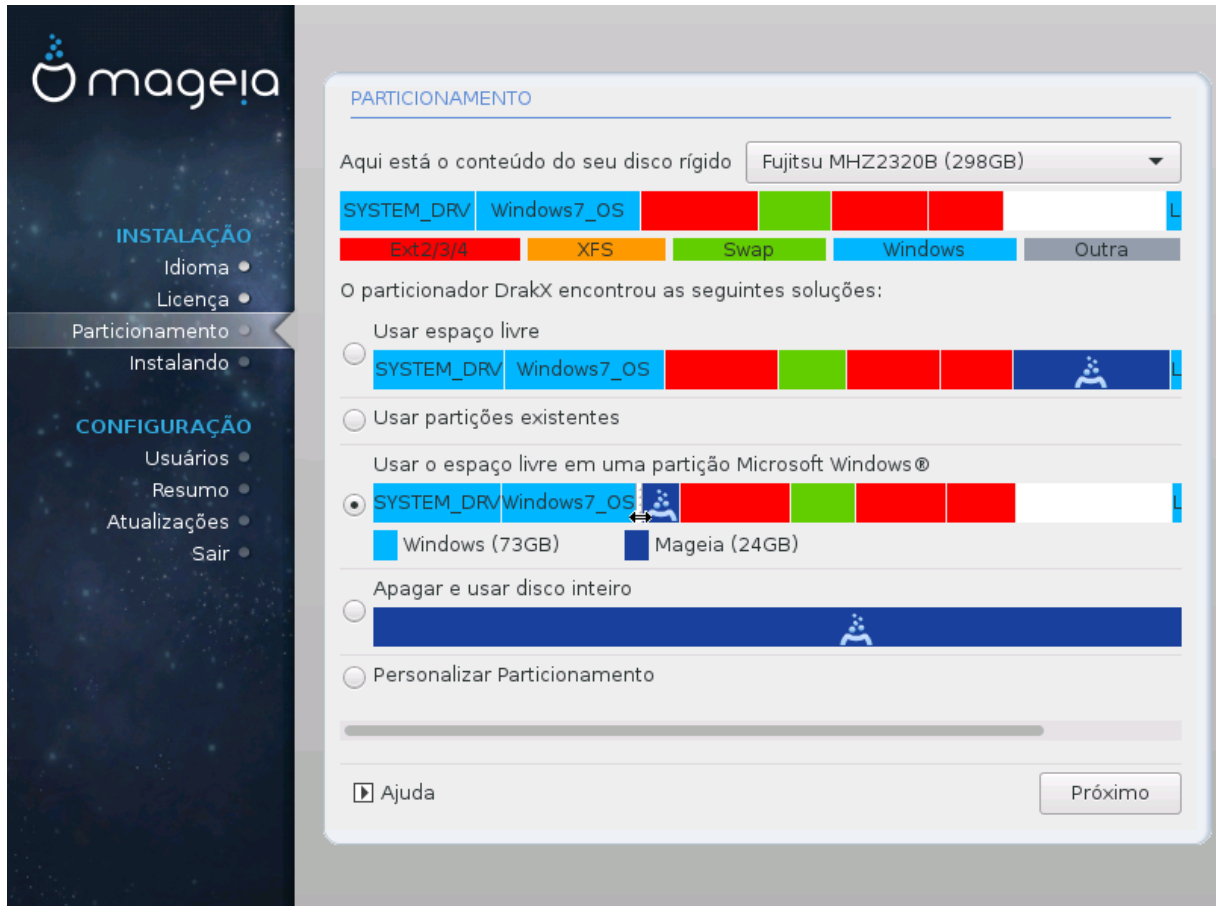 mageia
INSTALAÇÃO
Idioma
Licença
Particionamento
Instalando
CONFIGURAÇÃO
Usuários
Resumo
Atualizações
Sair
PARTICIONAMENTO
Aqui está o conteúdo do seu disco rígido Fujitsu MHZ2320B (298GB)
SYSTEM_DRV Windows7_OS L
Ext2/3/4 XFS Swap Windows Outra
O particionador DrakX encontrou as seguintes soluções:
Usar espaço livre
SYSTEM_DRV Windows7_OS L
Usar partições existentes
Usar o espaço livre em uma partição Microsoft Windows®
SYSTEM_DRV Windows7_OS L
Windows (73GB) Mageia (24GB)
Apagar e usar disco inteiro
Personalizar Particionamento
Ajuda Próximo